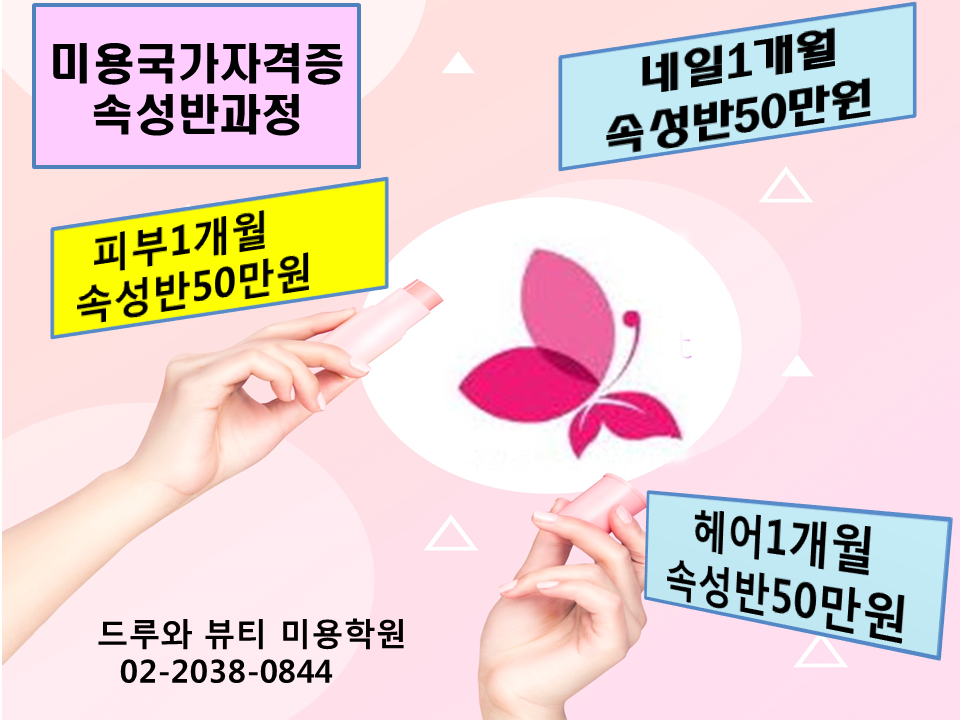 미용국가자격증
속성반과정
네일1개월
속성반50만원
피부1개월
속성반50만원
헤어1개월
속성반50만원
드루와 뷰티 미용학원
02-2038-0844